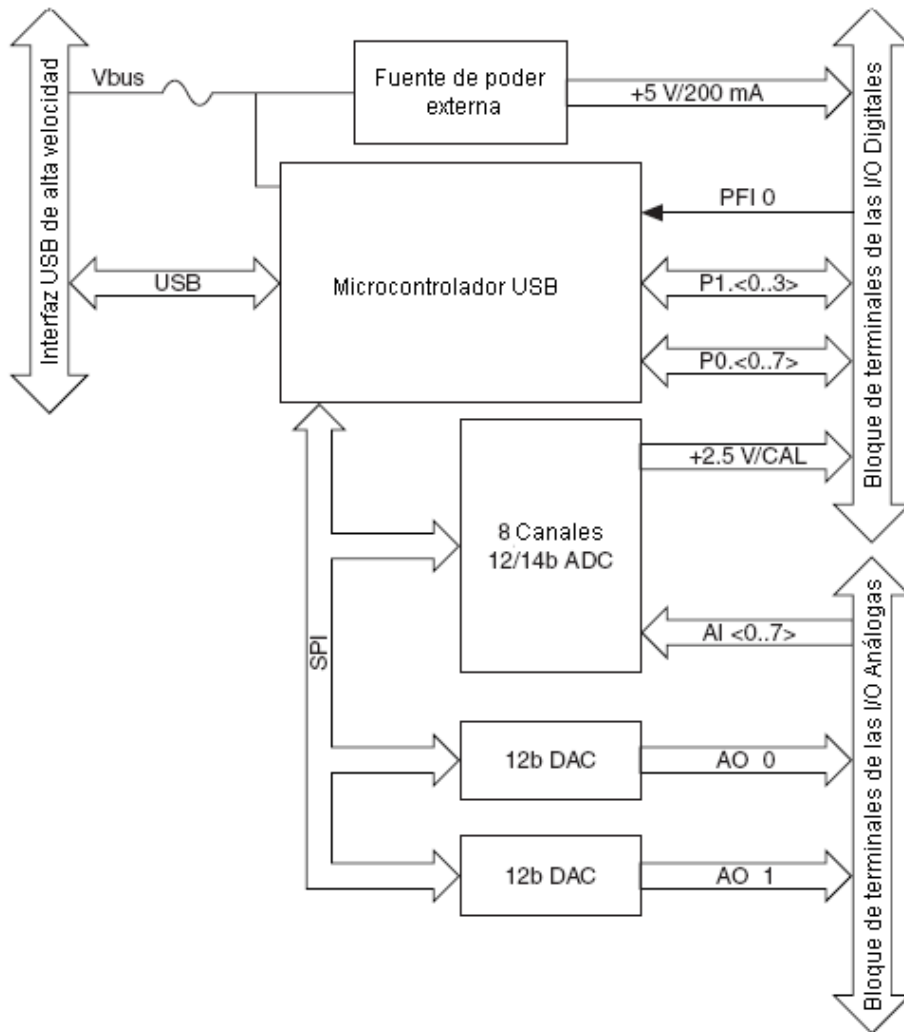 Interfaz USB de alta velocidad
Vbus
Fuente de poder
externa
+5 V/200 mA
Bloque de terminales de las I/O Digitales
PFI 0
USB
Microcontrolador USB
P1.<0..3>
P0.<0..7>
+2.5 V/CAL
8 Canales
12/14b ADC
SPI
AI <0..7>
Bloque de terminales de las I/O Análogas
12b DAC
AO 0
12b DAC
AO 1